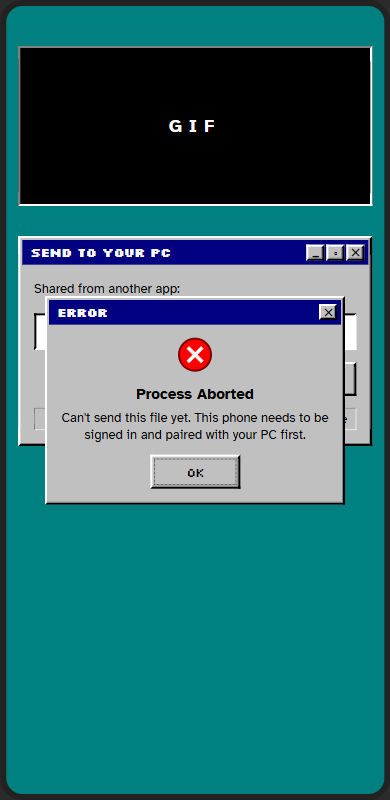 GIF
SEND TO YOUR PC
Shared from another app:
ERROR
Process Aborted
Can't send this file yet. This phone needs to be
signed in and paired with your PC first.
OK